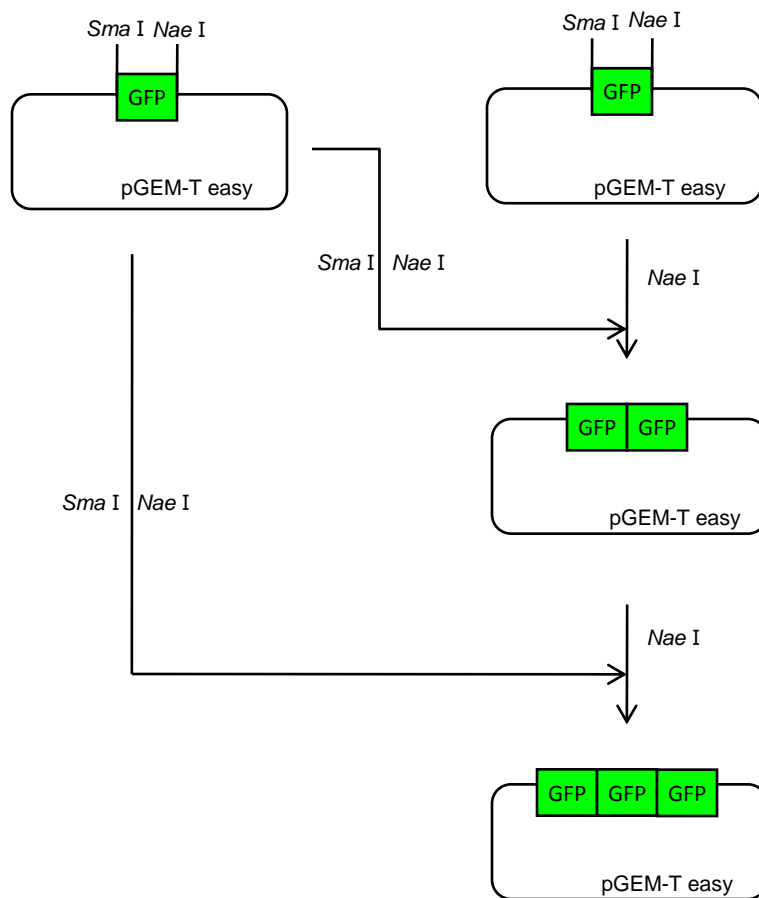 Sma I Nae I
GFP
pGEM-T easy
Sma I Nae I
GFP
pGEM-T easy
Sma I Nae I
Nae I
GFP GFP
pGEM-T easy
Sma I Nae I
Nae I
GFP GFP GFP
pGEM-T easy